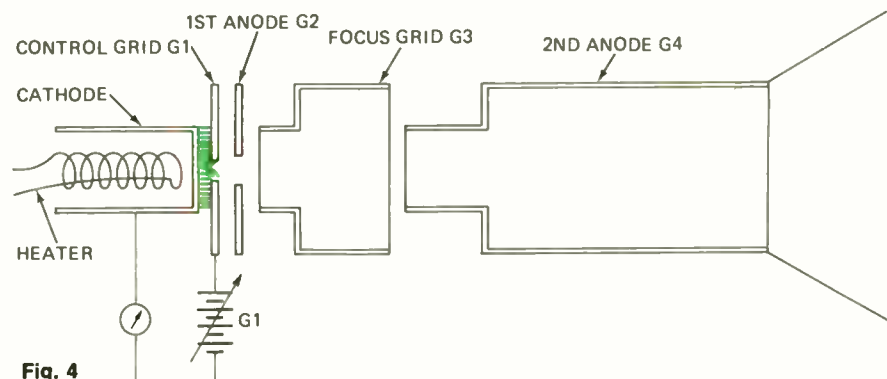 1ST ANODE G2
CONTROL GRID G1
FOCUS GRID G3
2ND ANODE G4
CATHODE
HEATER
G1
Fig. 4